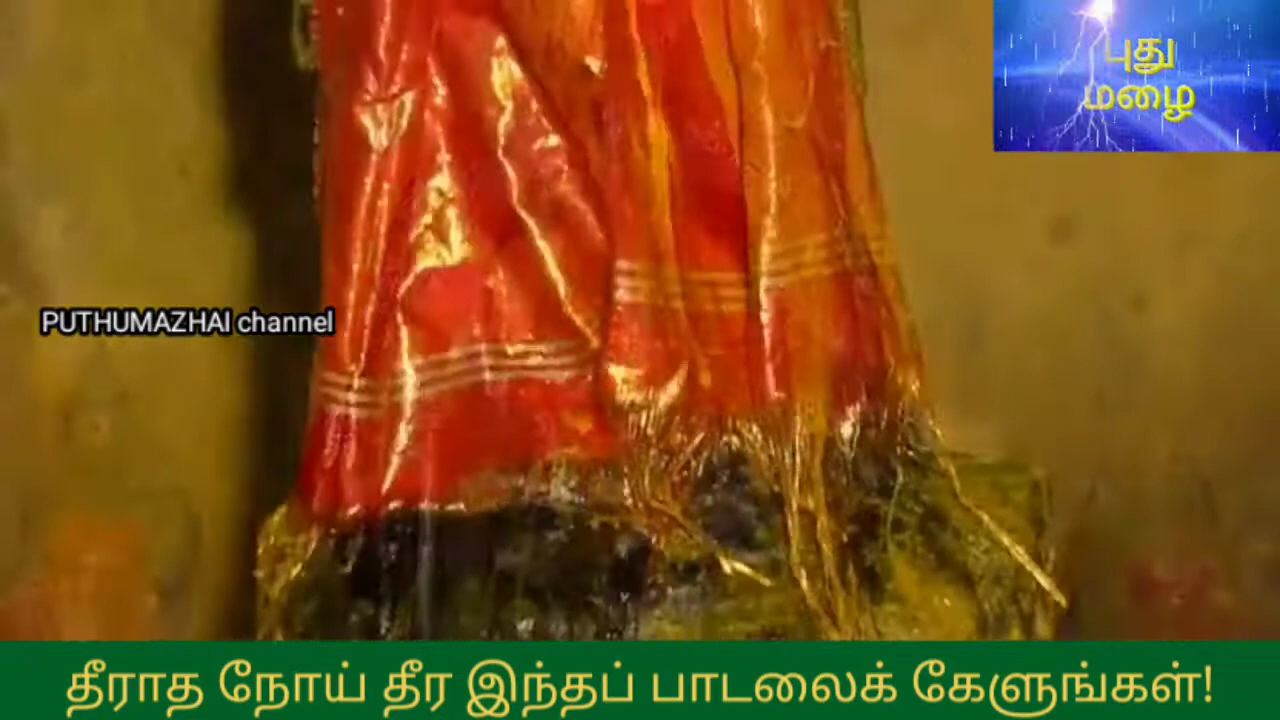 புது
மழை
PUTHUMAZHAI channel
தீராத நோய் தீர இந்தப் பாடலைக் கேளுங்கள்!